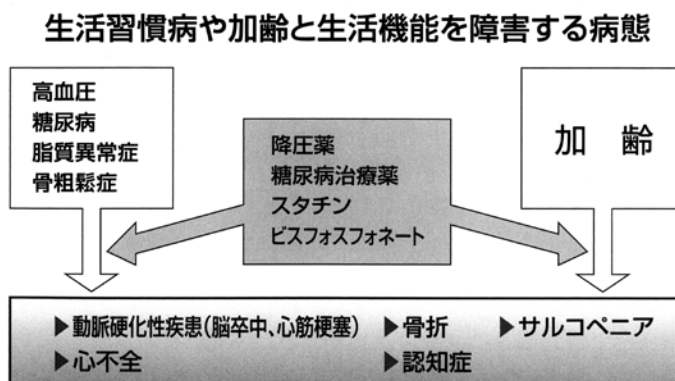 生活習慣病や加齢と生活機能を障害する病態
高血圧
糖尿病
脂質異常症
骨粗鬆症
降圧薬
糖尿病治療薬
スタチン
ビスフォスフォネート
加 齢
▶動脈硬化性疾患(脳卒中、心筋梗塞) ▶骨折 ▶サルコペニア
▶心不全 ▶認知症